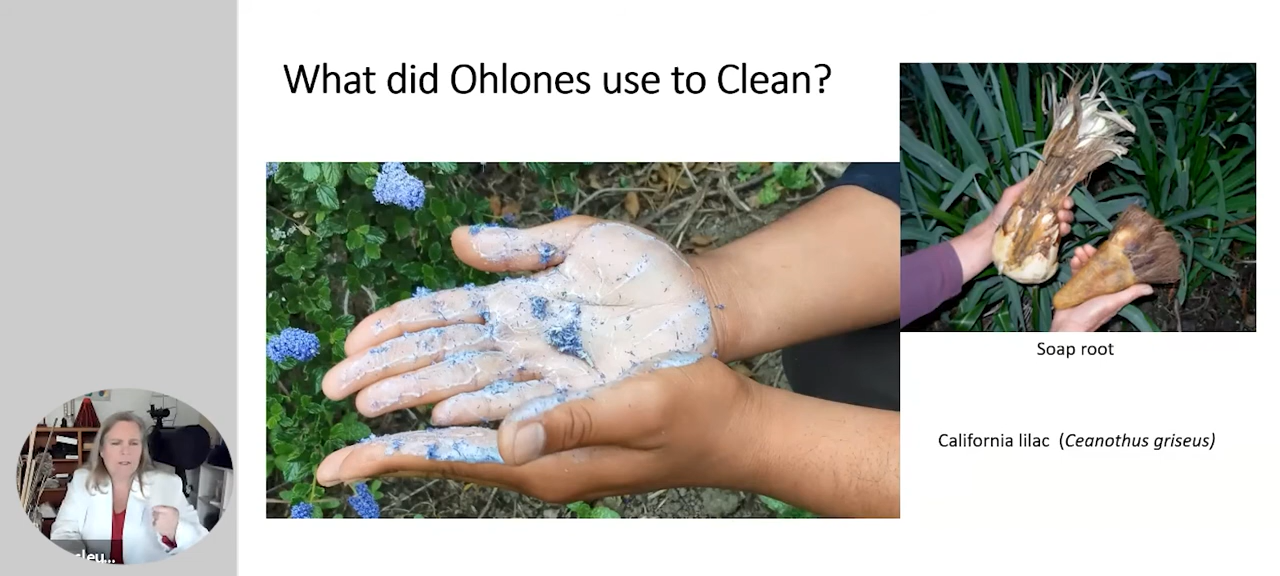 What did Ohlones use to Clean?
Soap root
California lilac  (Ceanothus griseus)